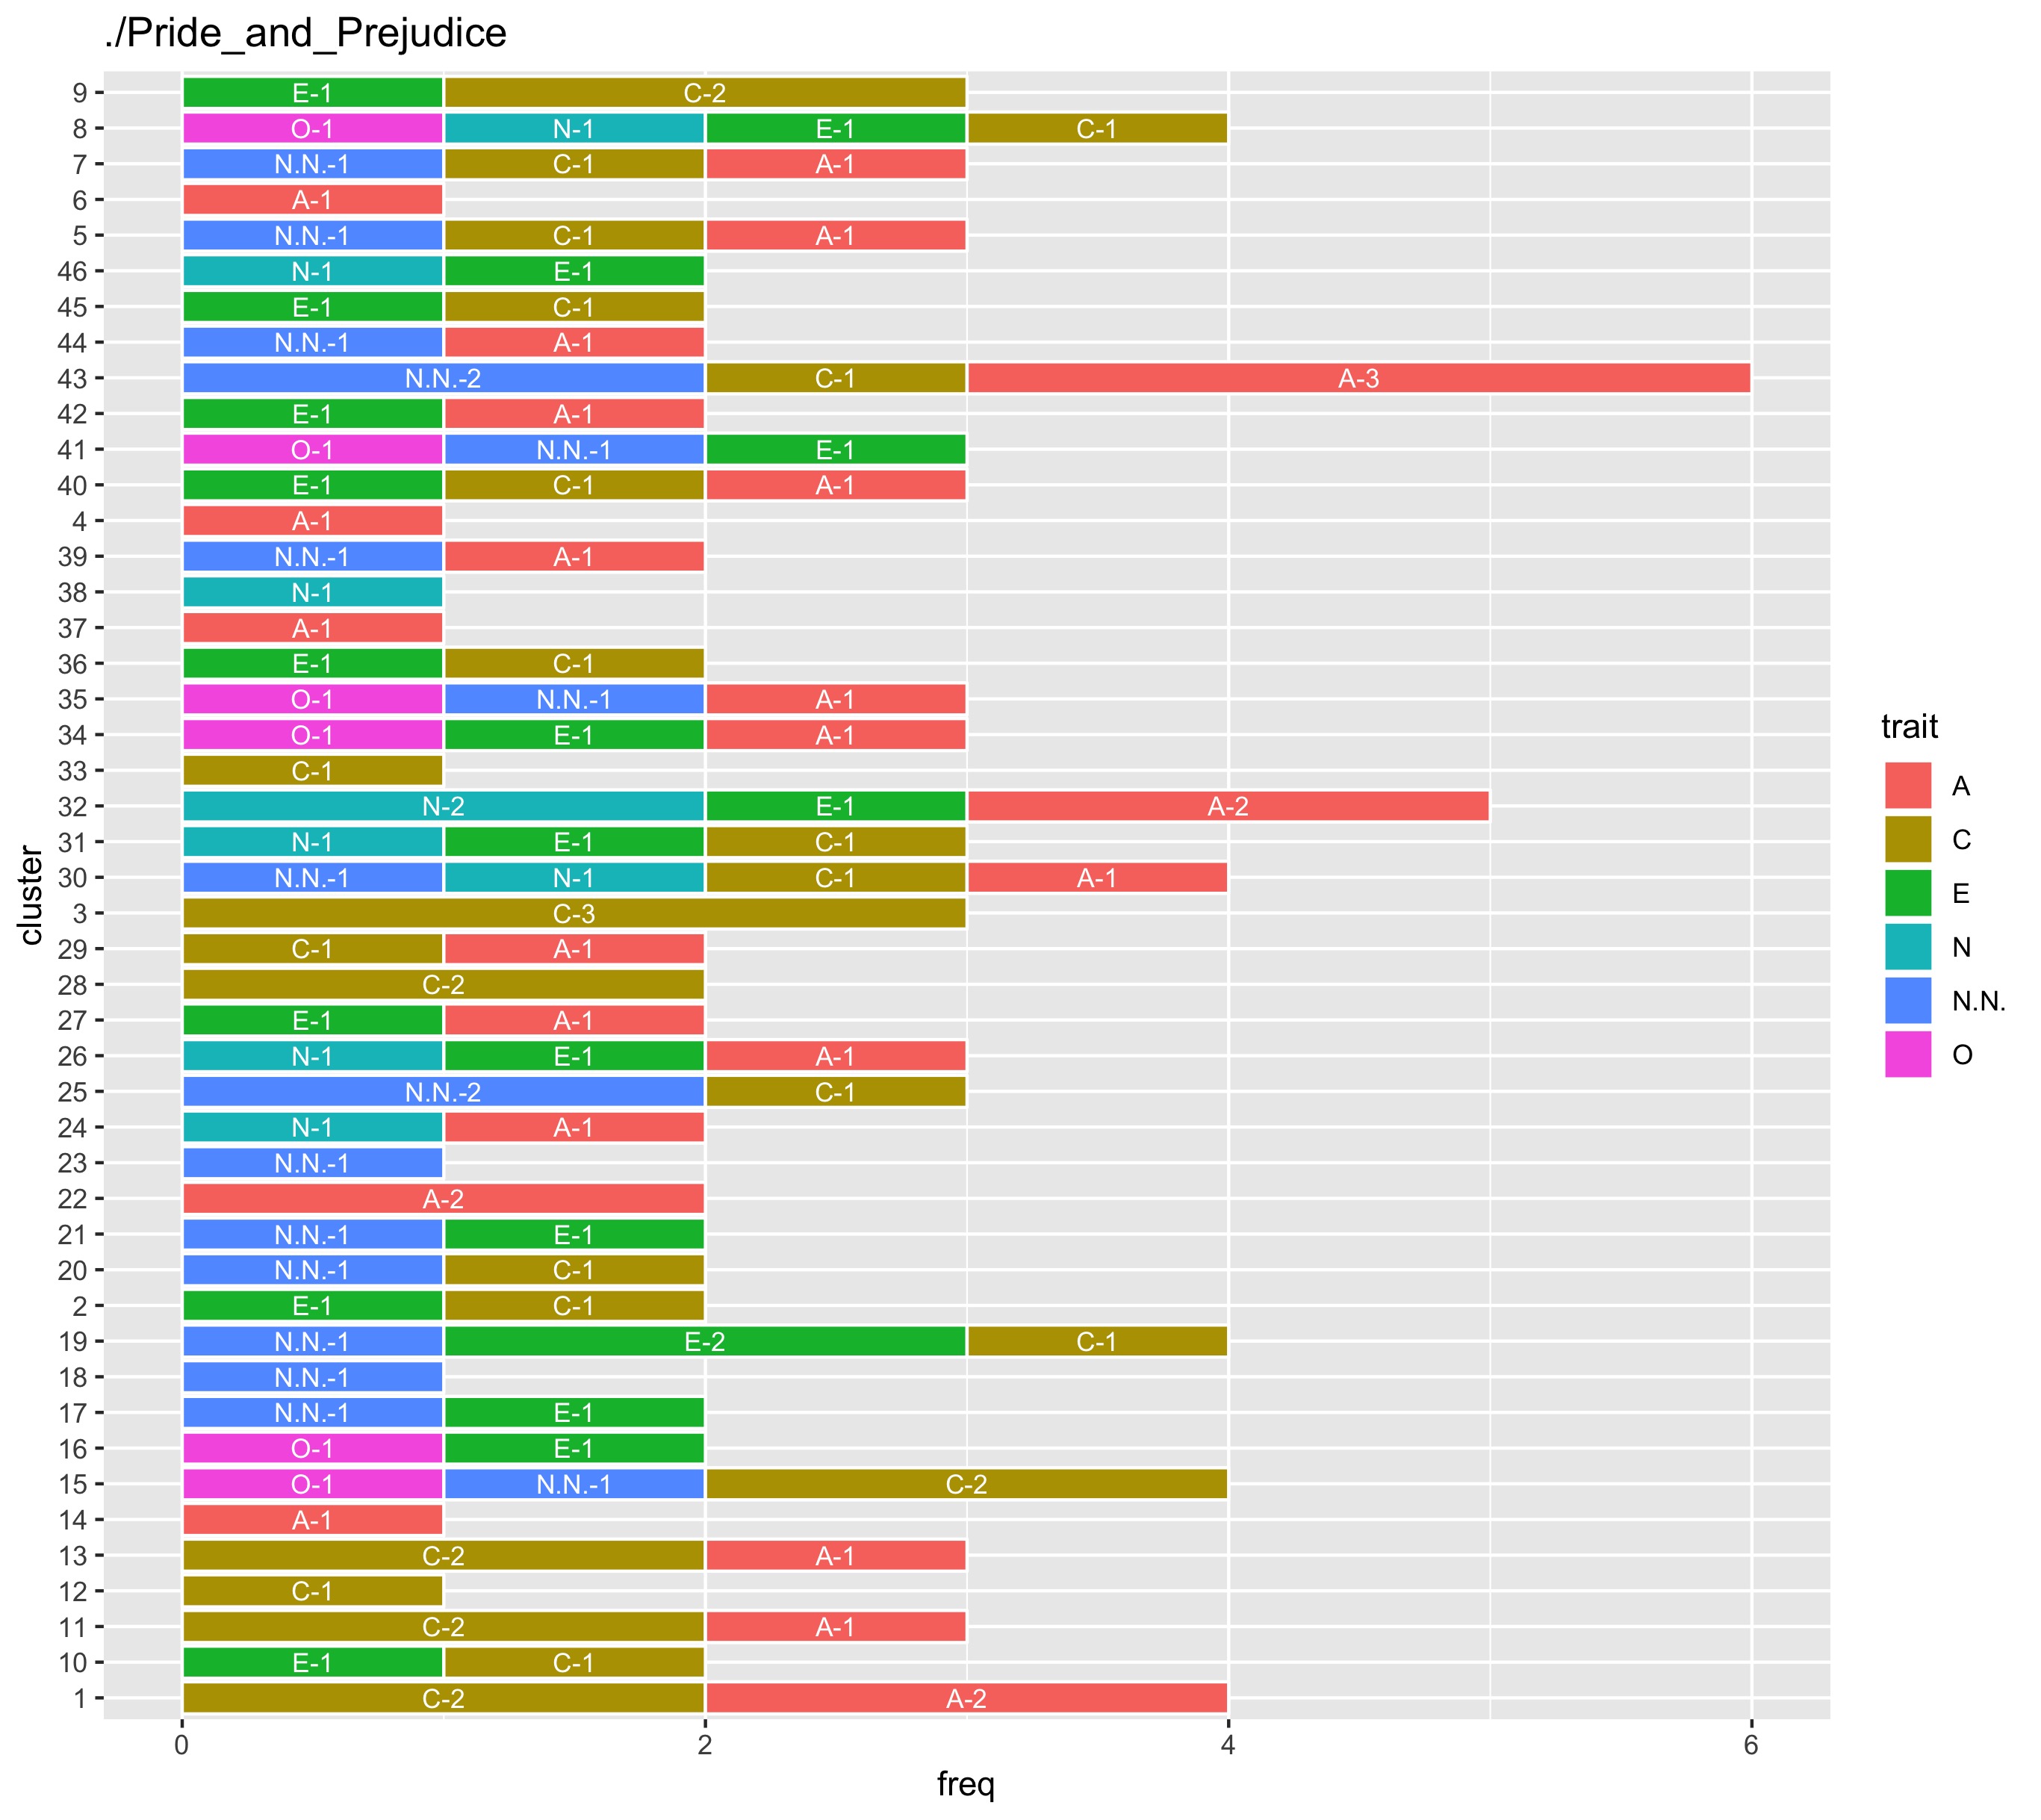 ./Pride_and_Prejudice
9 E-1 C-2
8 O-1 N-1 E-1 C-1
7 N.N.-1 C-1 A-1
6 A-1
5 N.N.-1 C-1 A-1
46 N-1 E-1
45 E-1 C-1
44 N.N.-1 A-1
43 N.N.-2 C-1 A-3
42 E-1 A-1
41 O-1 N.N.-1 E-1
40 E-1 C-1 A-1
4 A-1
39 N.N.-1 A-1
38 N-1
37 A-1
36 E-1 C-1
35 O-1 N.N.-1 A-1
34 O-1 E-1 A-1
33 C-1
32 N-2 E-1 A-2
31 N-1 E-1 C-1
30 N.N.-1 N-1 C-1 A-1
3 C-3
29 C-1 A-1
28 C-2
27 E-1 A-1
26 N-1 E-1 A-1
25 N.N.-2 C-1
24 N-1 A-1
23 N.N.-1
22 A-2
21 N.N.-1 E-1
20 N.N.-1 C-1
2 E-1 C-1
19 N.N.-1 E-2 C-1
18 N.N.-1
17 N.N.-1 E-1
16 O-1 E-1
15 O-1 N.N.-1 C-2
14 A-1
13 C-2 A-1
12 C-1
11 C-2 A-1
10 E-1 C-1
1 C-2 A-2
0 2 4 6
freq
cluster
trait
A
C
E
N
N.N.
O